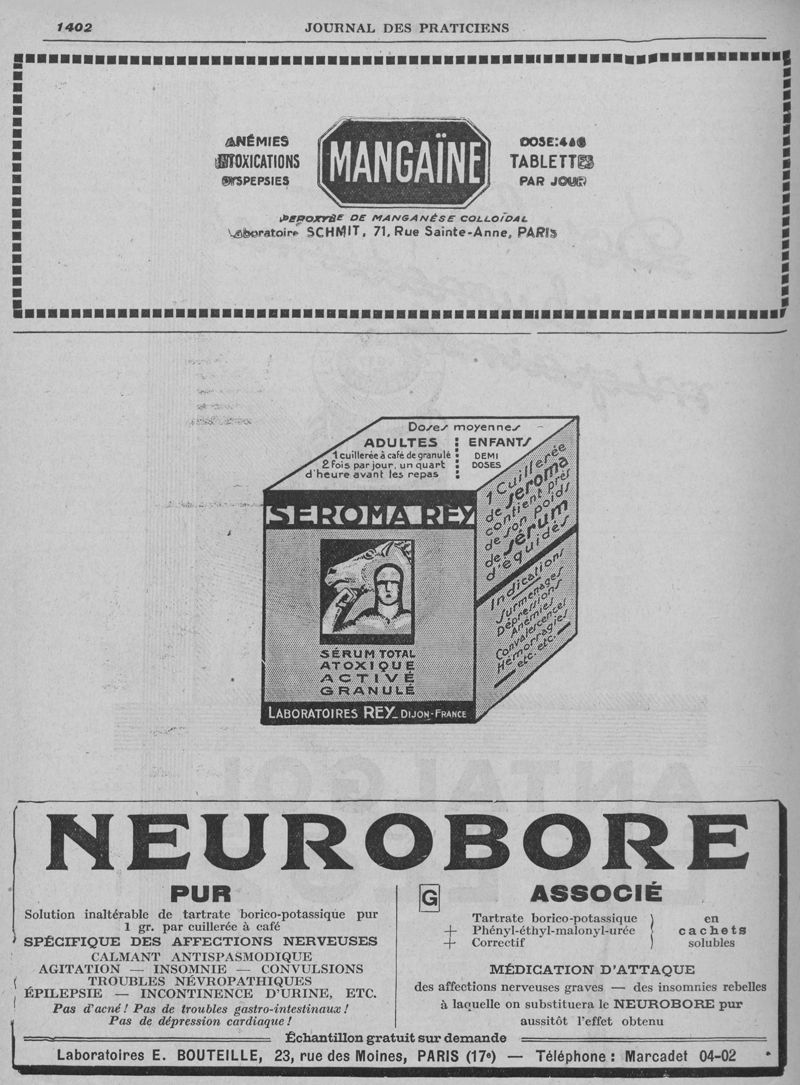 1402
JOURNAL DES PRATICIENS
ANÉMIES
INTOXICATIONS
DYSPEPSIES
MANGAÏNE
DOSE: 4 à 6
TABLETTES
PAR JOUR
PEROXYDE DE MANGANÈSE COLLOÏDAL
Laboratoire SCHMIT, 71, Rue Sainte-Anne, PARIS
Doses moyennes
ADULTES
1 cuillerée à café de granulé
2 fois par jour, un quart
d'heure avant les repas
ENFANTS
DEMI
DOSES
1 Cuillerée
de seroma
contient près
de son poids
de sérum
d'équidés
SEROMA REY
Indications
Surmenages
Dépressions
Anémies
Convalescences
Hémorragies
etc. etc.
SÉRUM TOTAL
ATOXIQUE
ACTIVÉ
GRANULÉ
LABORATOIRES REY_ DIJON-FRANCE
NEUROBORE
PUR
Solution inaltérable de tartrate borico-potassique pur
1 gr. par cuillerée à café
SPÉCIFIQUE DES AFFECTIONS NERVEUSES
CALMANT ANTISPASMODIQUE
AGITATION — INSOMNIE — CONVULSIONS
TROUBLES NÉVROPATHIQUES
ÉPILEPSIE — INCONTINENCE D'URINE, ETC.
Pas d'acné ! Pas de troubles gastro-intestinaux !
Pas de dépression cardiaque !
G
ASSOCIÉ
Tartrate borico-potassique
+ Phényl-éthyl-malonyl-urée
+ Correctif
en
cachets
solubles
MÉDICATION D'ATTAQUE
des affections nerveuses graves — des insomnies rebelles
à laquelle on substituera le NEUROBORE pur
aussitôt l'effet obtenu
Échantillon gratuit sur demande
Laboratoires E. BOUTEILLE, 23, rue des Moines, PARIS (17e) — Téléphone : Marcadet 04-02